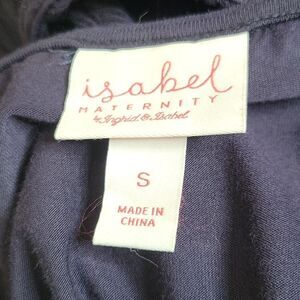 isabel
MATERNITY
by Ingrid & Isabel
S
MADE IN
CHINA